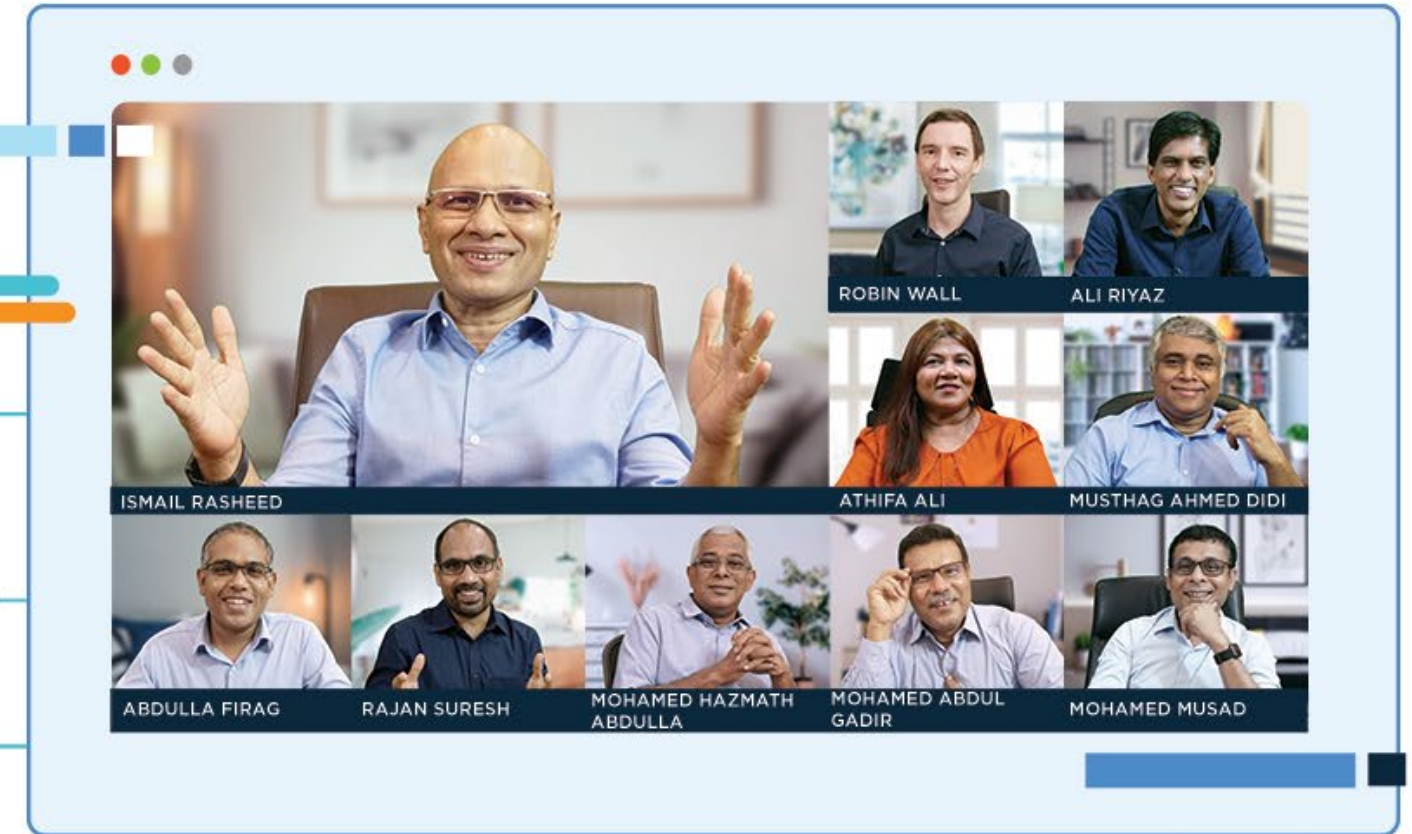 ROBIN WALL
ALI RIYAZ
ISMAIL RASHEED
ATHIFA ALI
MUSTHAG AHMED DIDI
ABDULLA FIRAG
RAJAN SURESH
MOHAMED HAZMATH
ABDULLA
MOHAMED ABDUL
GADIR
MOHAMED MUSAD